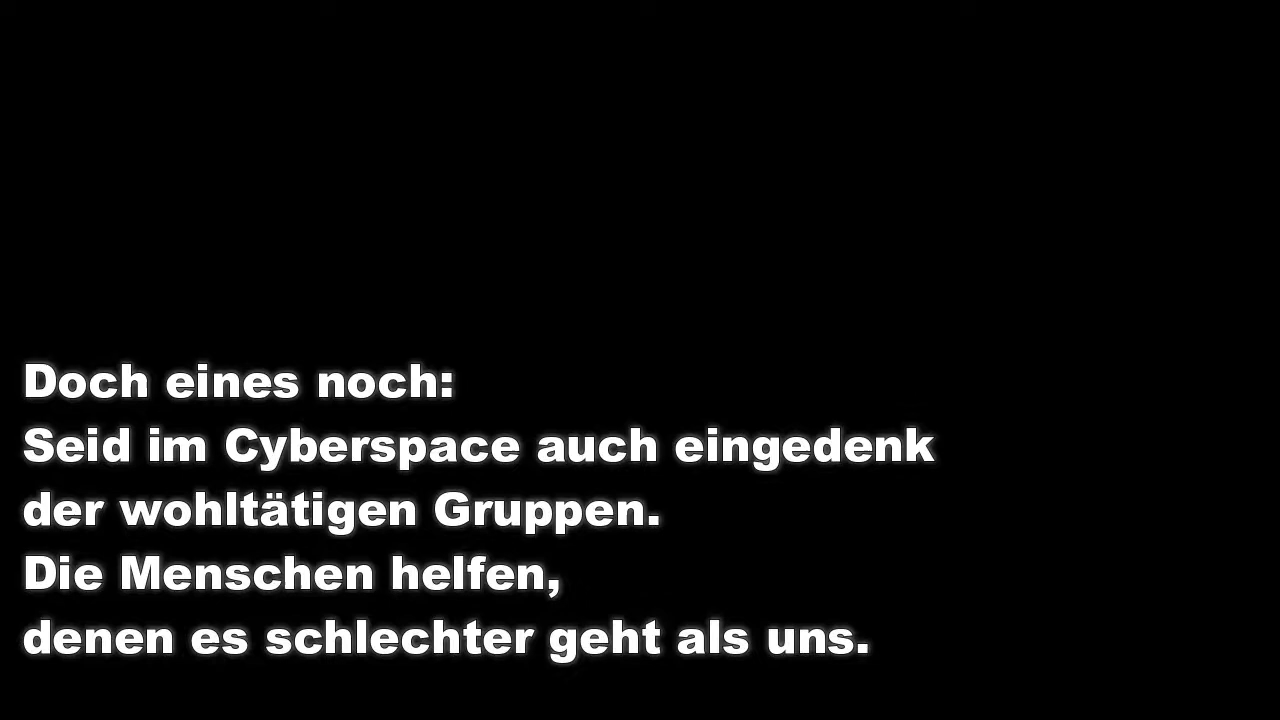 Doch eines noch:
Seid im Cyberspace auch eingedenk
der wohltätigen Gruppen.
Die Menschen helfen,
denen es schlechter geht als uns.